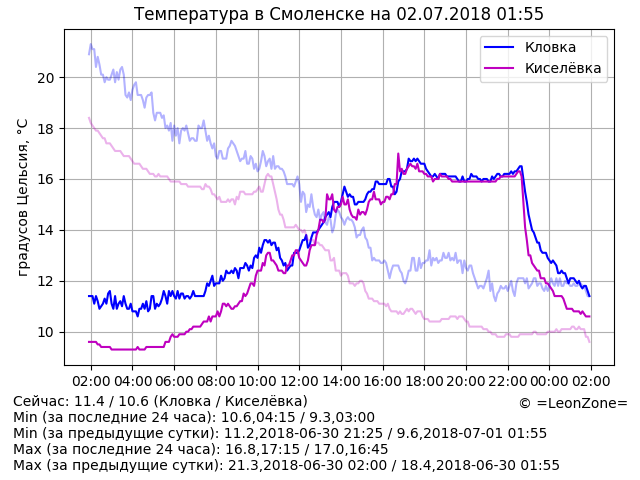 Температура в Смоленске на 02.07.2018 01:55
Кловка
Киселёвка
градусов Цельсия, °C
20
18
16
14
12
10
02:00 04:00 06:00 08:00 10:00 12:00 14:00 16:00 18:00 20:00 22:00 00:00 02:00
Сейчас: 11.4 / 10.6 (Кловка / Киселёвка)
© =LeonZone=
Min (за последние 24 часа): 10.6,04:15 / 9.3,03:00
Min (за предыдущие сутки): 11.2,2018-06-30 21:25 / 9.6,2018-07-01 01:55
Max (за последние 24 часа): 16.8,17:15 / 17.0,16:45
Max (за предыдущие сутки): 21.3,2018-06-30 02:00 / 18.4,2018-06-30 01:55